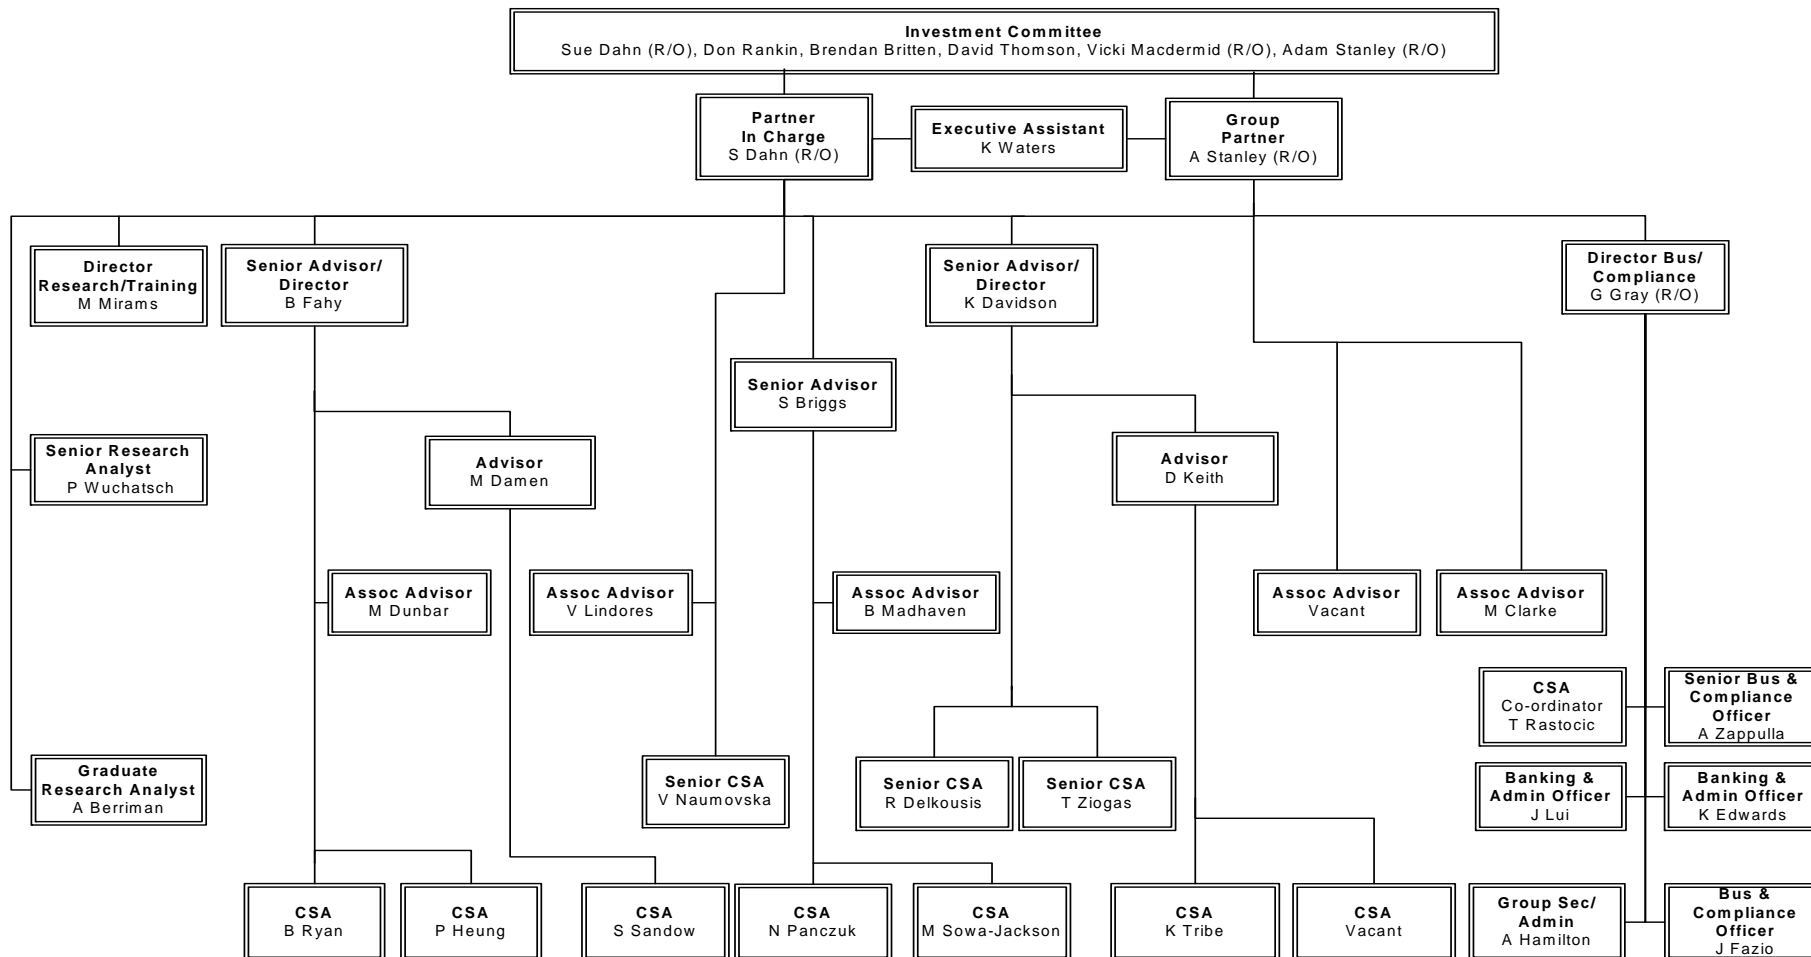 Investment Committee
Sue Dahn (R/O), Don Rankin, Brendan Britten, David Thomson, Vicki Macdermid (R/O), Adam Stanley (R/O)
Partner
In Charge
S Dahn (R/O)
Executive Assistant
K Waters
Group
Partner
A Stanley (R/O)
Director
Research/Training
M Mirams
Senior Advisor/
Director
B Fahy
Senior Advisor/
Director
K Davidson
Director Bus/
Compliance
G Gray (R/O)
Senior Advisor
S Briggs
Senior Research
Analyst
P Wuchatsch
Advisor
M Damen
Advisor
D Keith
Assoc Advisor
M Dunbar
Assoc Advisor
V Lindores
Assoc Advisor
B Madhaven
Assoc Advisor
Vacant
Assoc Advisor
M Clarke
CSA
Co-ordinator
T Rastocic
Senior Bus &
Compliance
Officer
A Zappulla
Graduate
Research Analyst
A Berriman
Senior CSA
V Naumovska
Senior CSA
R Delkousis
Senior CSA
T Ziogas
Banking &
Admin Officer
J Lui
Banking &
Admin Officer
K Edwards
CSA
B Ryan
CSA
P Heung
CSA
S Sandow
CSA
N Panczuk
CSA
M Sowa-Jackson
CSA
K Tribe
CSA
Vacant
Group Sec/
Admin
A Hamilton
Bus &
Compliance
Officer
J Fazio